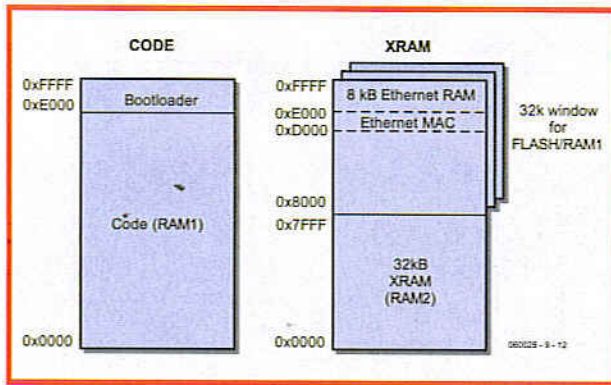 CODE
0xFFFF
0xE000
Bootloader
Code (RAM1)
0x0000
XRAM
0xFFFF
8 kB Ethernet RAM
0xE000
Ethernet MAC
0xD000
32k window
for
FLASH/RAM1
0x8000
0x7FFF
32kB
XRAM
(RAM2)
0x0000
060029 - 9 - 12